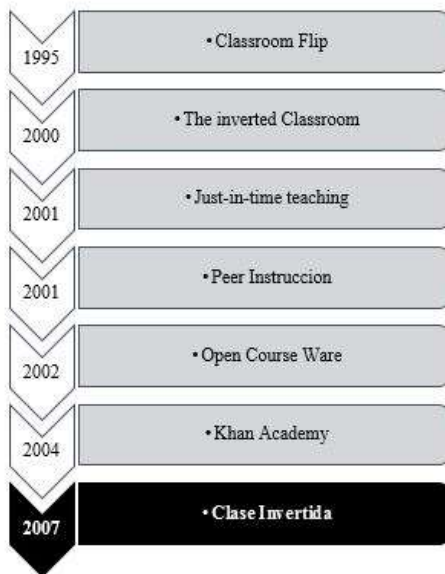 1995
• Classroom Flip
2000
• The inverted Classroom
2001
• Just-in-time teaching
2001
• Peer Instruccion
2002
• Open Course Ware
2004
• Khan Academy
2007
• Clase Invertida